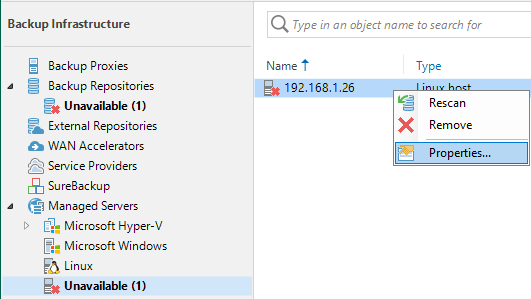 Backup Infrastructure
Type in an object name to search for
Name
Type
Backup Proxies
Backup Repositories
Unavailable (1)
External Repositories
WAN Accelerators
Service Providers
SureBackup
Managed Servers
Microsoft Hyper-V
Microsoft Windows
Linux
Unavailable (1)
192.168.1.26
Linux host
Rescan
Remove
Properties...